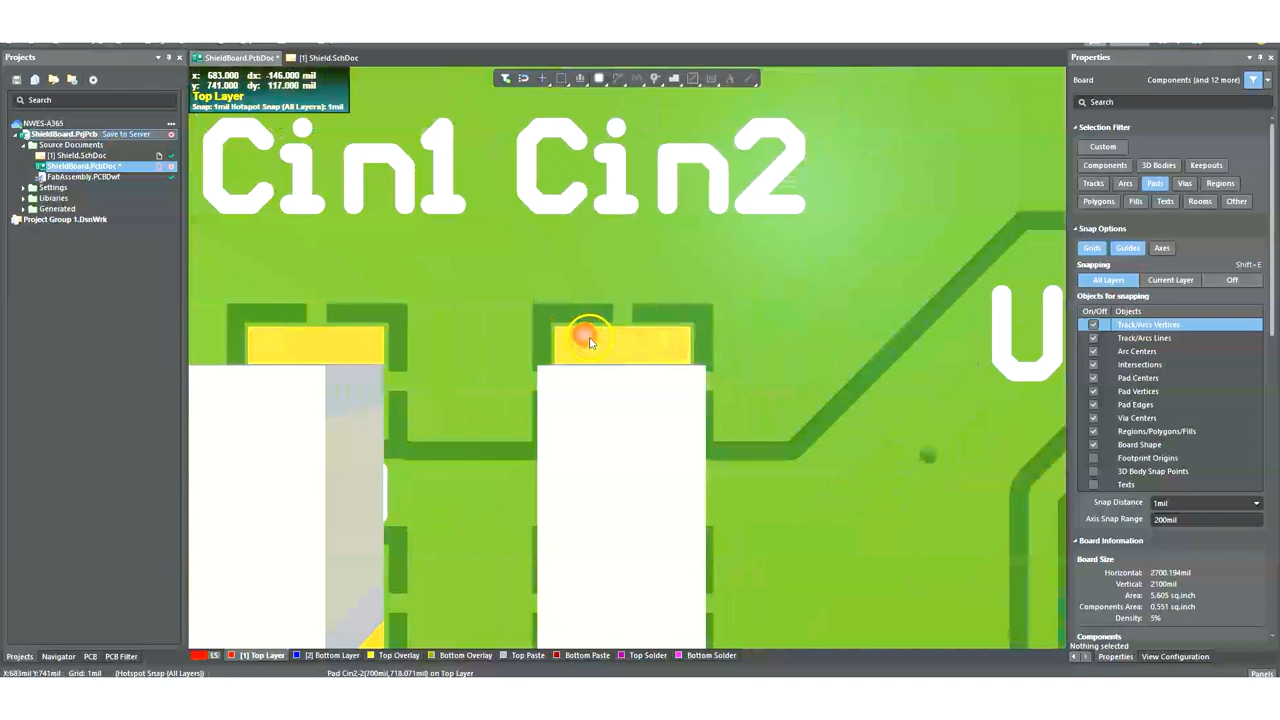 Projects
ShieldBoard.PcbDoc *
[1] Shield.SchDoc
Properties
x: 683.000 dx: -146.000 mil
y: 741.000 dy: 117.000 mil
Top Layer
Snap: 1mil Hotspot Snap (All Layers): 1mil
Board
Components (and 12 more)
Search
Search
NWES-A365
ShieldBoard.PrjPcb
Save to Server
Source Documents
[1] Shield.SchDoc
ShieldBoard.PcbDoc *
FabAssembly.PCBDwf
Settings
Libraries
Generated
Project Group 1.DsnWrk
Cin1 Cin2
U
Selection Filter
Custom
Components 3D Bodies Keepouts
Tracks Arcs Pads Vias Regions
Polygons Fills Texts Rooms Other
Snap Options
Grids Guides Axes
Shift+E
Snapping
All Layers Current Layer Off
Objects for snapping
On/Off Objects
Track/Arcs Vertices
Track/Arcs Lines
Arc Centers
Intersections
Pad Centers
Pad Vertices
Pad Edges
Via Centers
Regions/Polygons/Fills
Board Shape
Footprint Origins
3D Body Snap Points
Texts
Snap Distance 1mil
Axis Snap Range 200mil
Board Information
Board Size
Horizontal: 2700.194mil
Vertical: 2100mil
Area: 5.605 sq.inch
Components Area: 0.551 sq.inch
Density: 5%
Components
Nothing selected
Projects Navigator PCB PCB Filter
LS [1] Top Layer [2] Bottom Layer Top Overlay Bottom Overlay Top Paste Bottom Paste Top Solder Bottom Solder
Properties View Configuration
X:683mil Y:741mil Grid: 1mil (Hotspot Snap (All Layers)) Pad Cin2-2(700mil,718.071mil) on Top Layer
Panels